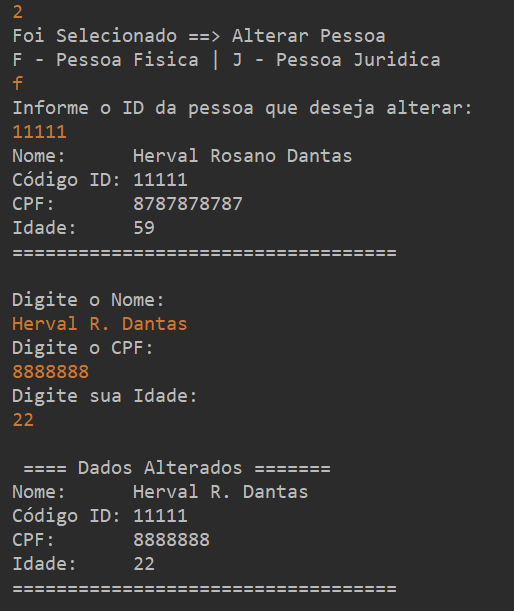 2
Foi Selecionado ==> Alterar Pessoa
F - Pessoa Fisica | J - Pessoa Juridica
f
Informe o ID da pessoa que deseja alterar:
11111
Nome:      Herval Rosano Dantas
Código ID: 11111
CPF:       8787878787
Idade:     59
===================================
Digite o Nome:
Herval R. Dantas
Digite o CPF:
8888888
Digite sua Idade:
22
 ==== Dados Alterados =======
Nome:      Herval R. Dantas
Código ID: 11111
CPF:       8888888
Idade:     22
===================================